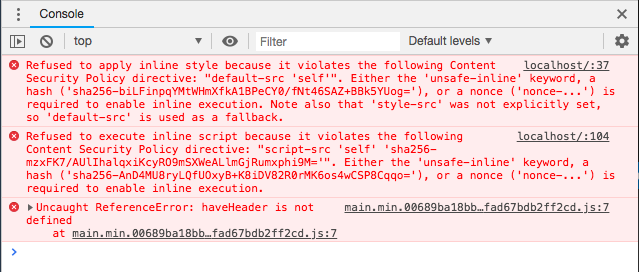 Console
top
Filter
Default levels
Refused to apply inline style because it violates the following Content localhost/:37
Security Policy directive: "default-src 'self'". Either the 'unsafe-inline' keyword, a
hash ('sha256-biLFinpqYMtWHmXfkA1BPeCY0/fNt46SAZ+BBk5YUog='), or a nonce ('nonce-...') is
required to enable inline execution. Note also that 'style-src' was not explicitly set,
so 'default-src' is used as a fallback.
Refused to execute inline script because it violates the following localhost/:104
Content Security Policy directive: "script-src 'self' 'sha256-
mzxFK7/AUlIhalqxiKcyRO9mSXWeALlmGjRumxphi9M='". Either the 'unsafe-inline' keyword, a
hash ('sha256-AnD4MU8ryLQfUOxyB+K8iDV82R0rMK6os4wCSP8Cqqo='), or a nonce ('nonce-...') is
required to enable inline execution.
Uncaught ReferenceError: haveHeader is not main.min.00689ba18bb…fad67bdb2ff2cd.js:7
defined
at main.min.00689ba18bb…fad67bdb2ff2cd.js:7